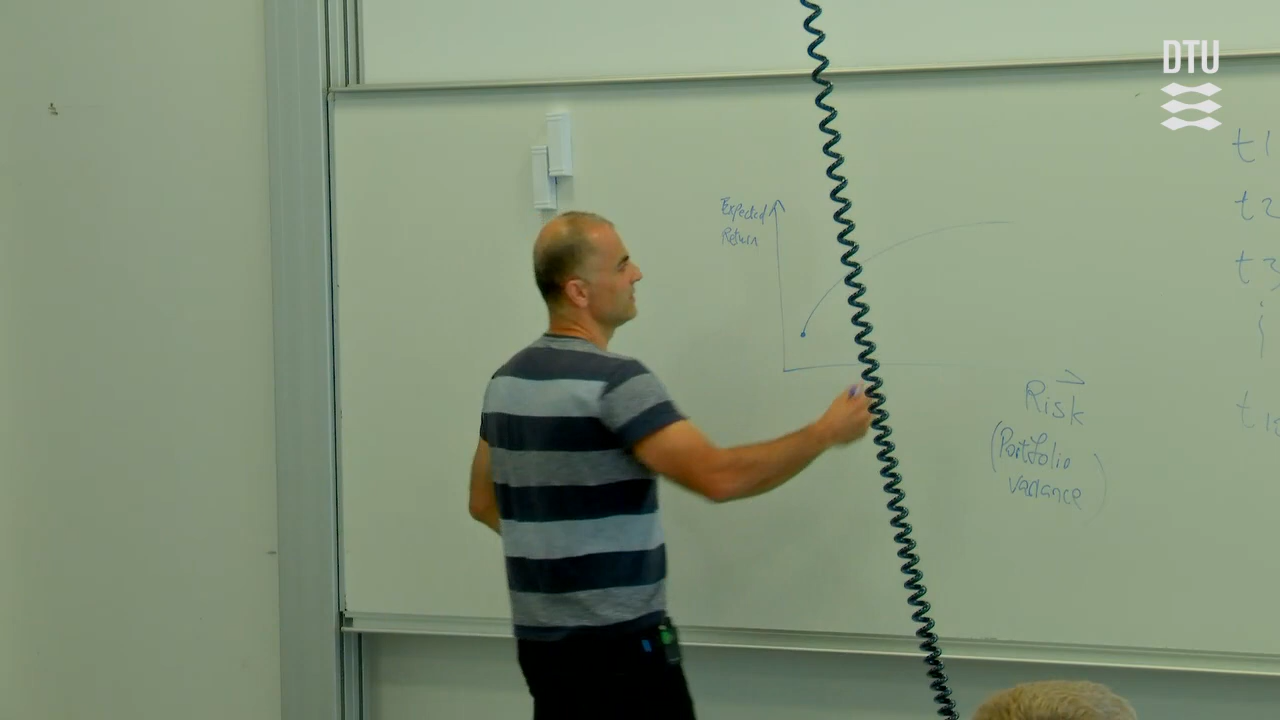 DTU
Expected
Return
Risk
(Portfolio
variance)
t1
t2
t3